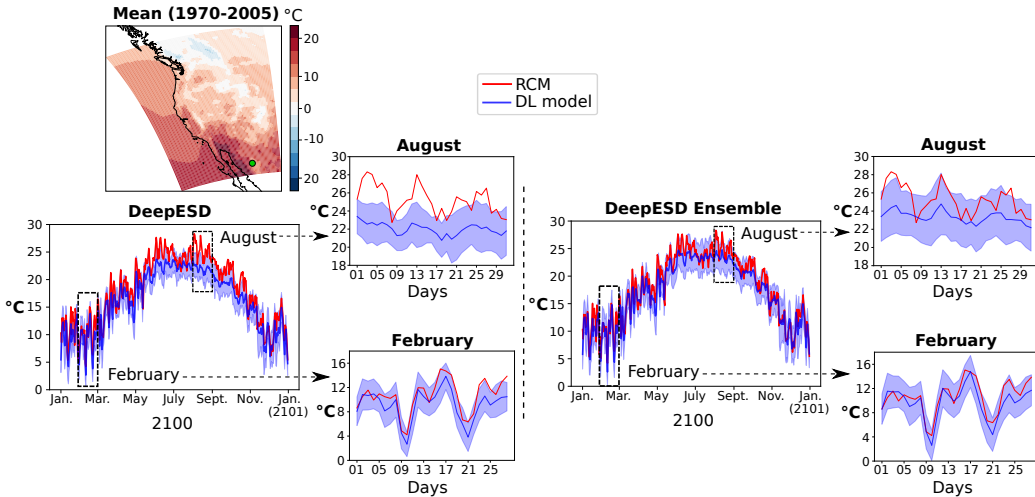 Mean (1970-2005) °C
20
10
0
-10
20
RCM
DL model
DeepESD
°C
30
25
20
15
10
5
0
August
February
Jan. Mar. May July Sept. Nov. Jan.
(2101)
2100
August
°C
30
28
26
24
22
20
18
01 05 09 13 17 21 25 29
Days
February
°C
16
12
8
4
0
01 05 09 13 17 21 25
Days
DeepESD Ensemble
°C
30
25
20
15
10
5
0
August
February
Jan. Mar. May July Sept. Nov. Jan.
(2101)
2100
August
°C
30
28
26
24
22
20
18
01 05 09 13 17 21 25 29
Days
February
°C
16
12
8
4
0
01 05 09 13 17 21 25
Days